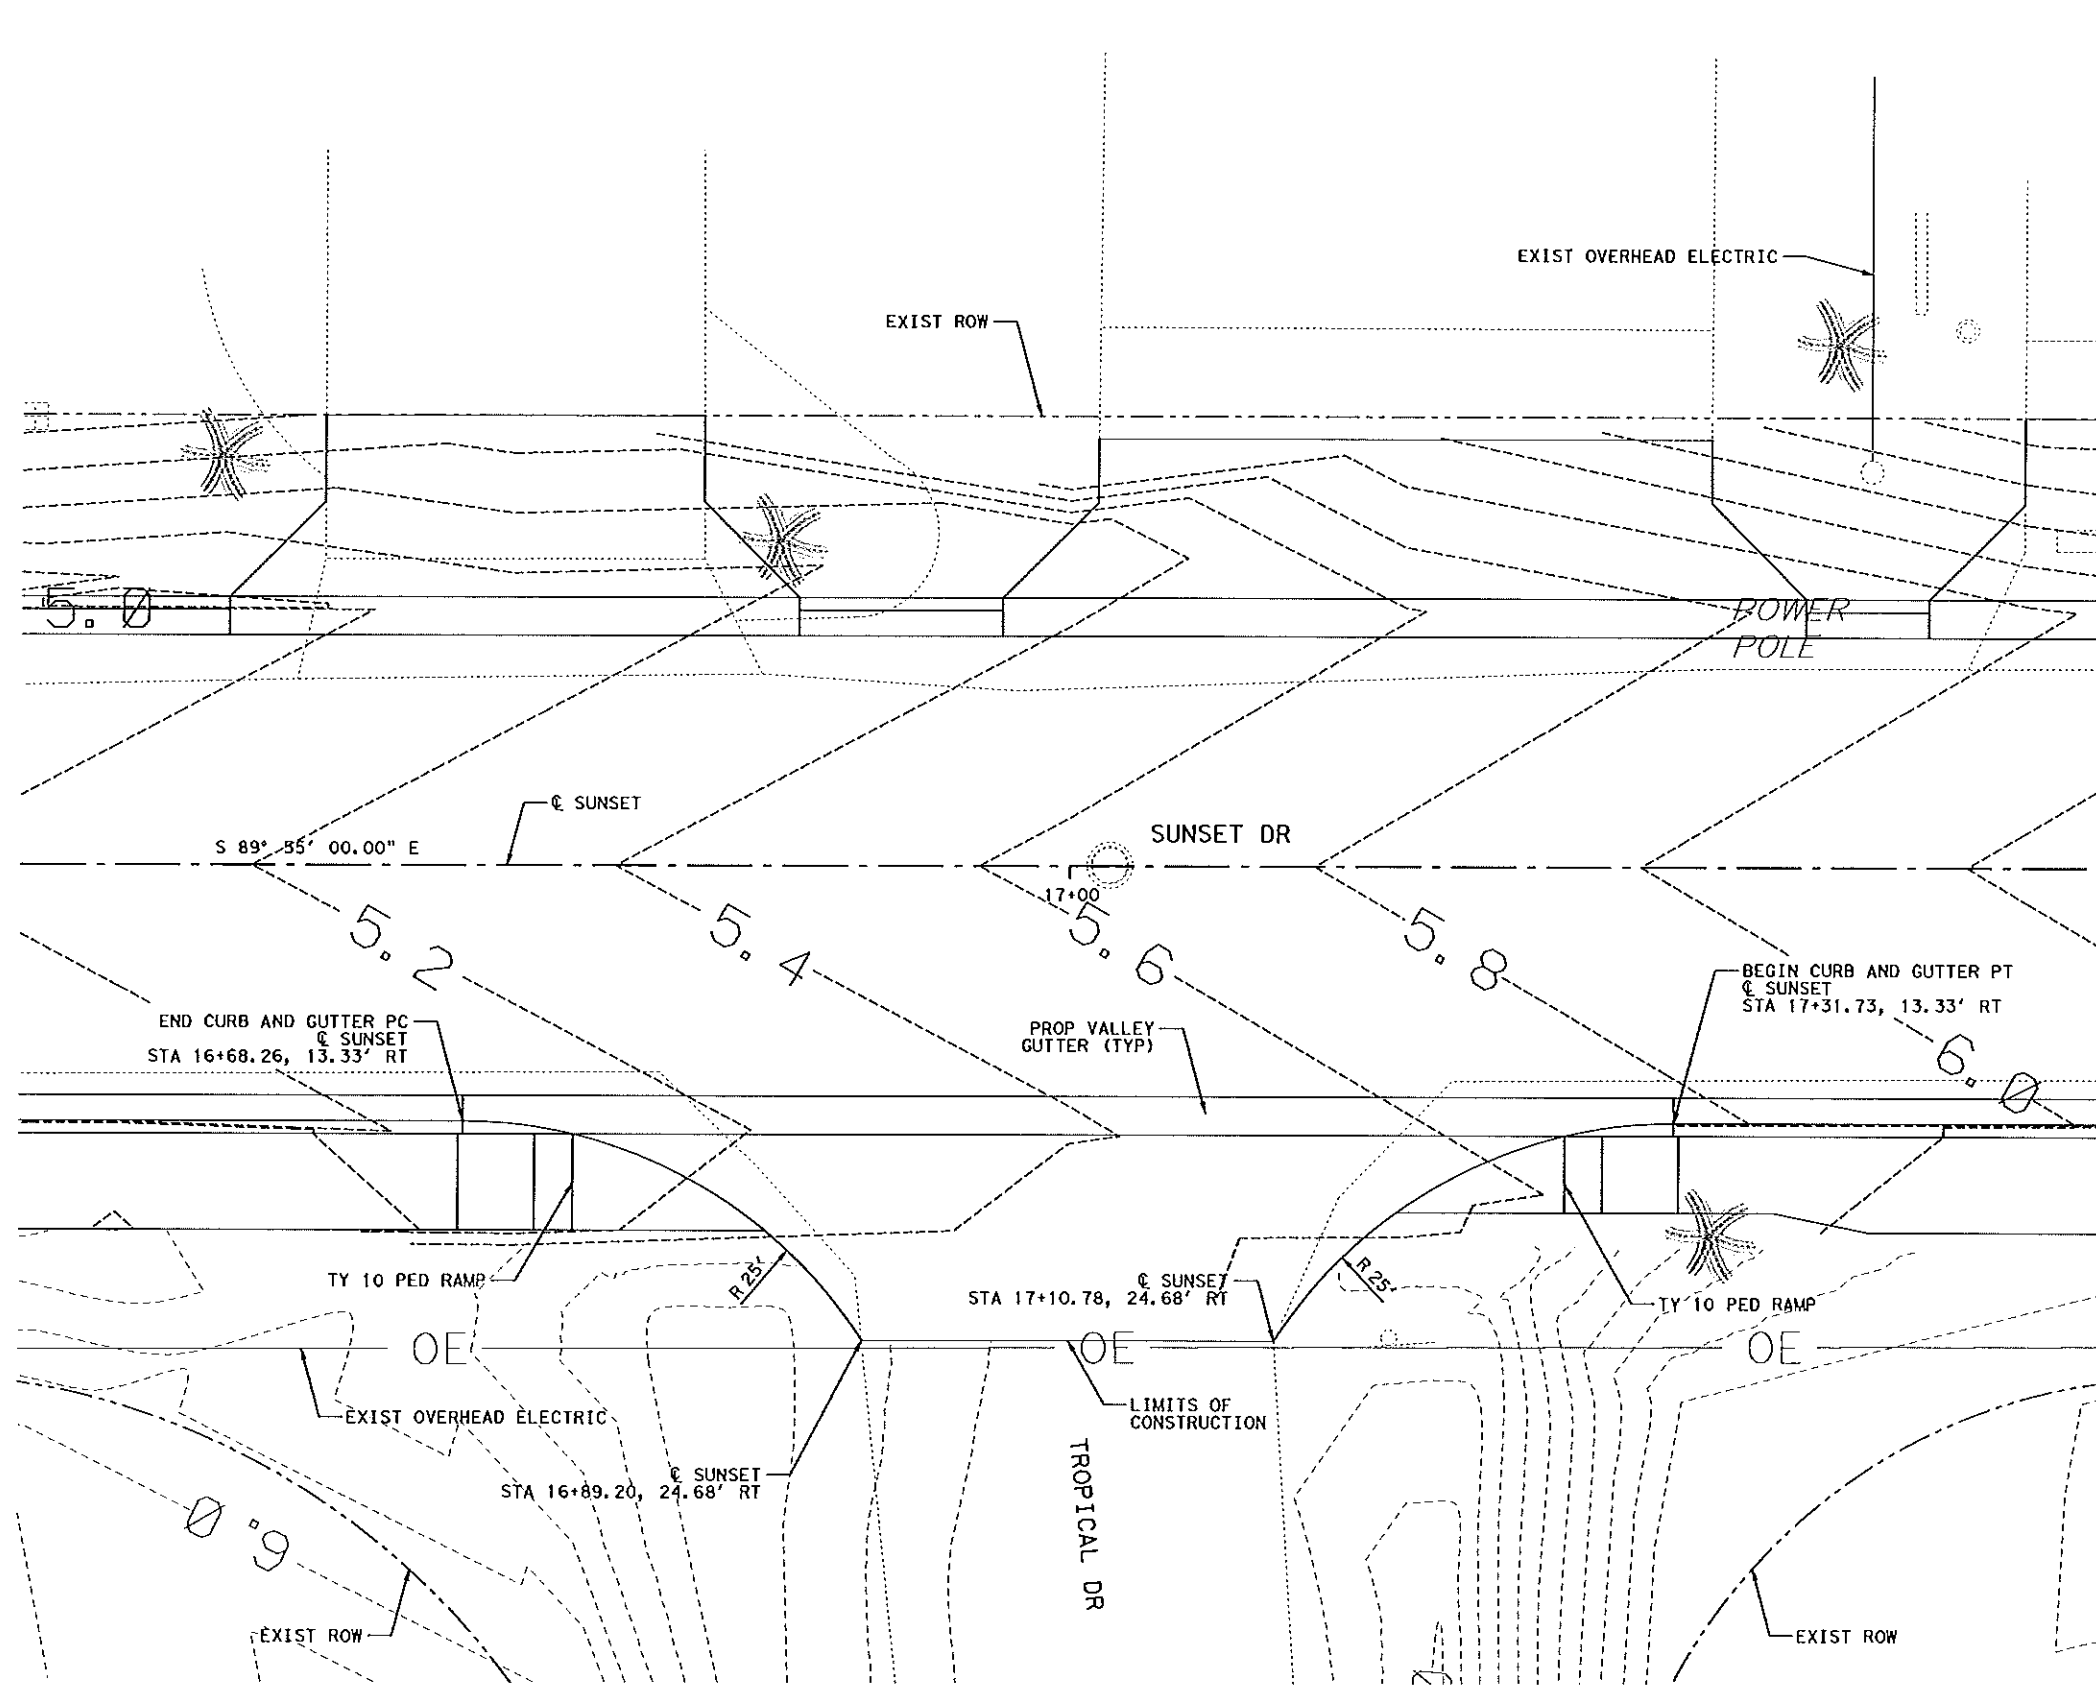 EXIST OVERHEAD ELECTRIC
EXIST ROW
5.0
POWER
POLE
℄ SUNSET
SUNSET DR
S 89° 55' 00.00" E
17+00
5.2
5.4
5.6
5.8
6.0
BEGIN CURB AND GUTTER PT
℄ SUNSET
STA 17+31.73, 13.33' RT
END CURB AND GUTTER PC
℄ SUNSET
STA 16+68.26, 13.33' RT
PROP VALLEY
GUTTER (TYP)
TY 10 PED RAMP
R 25'
℄ SUNSET
STA 17+10.78, 24.68' RT
R 25'
TY 10 PED RAMP
OE
OE
OE
EXIST OVERHEAD ELECTRIC
LIMITS OF
CONSTRUCTION
℄ SUNSET
STA 16+89.20, 24.68' RT
TROPICAL DR
6.0
EXIST ROW
EXIST ROW